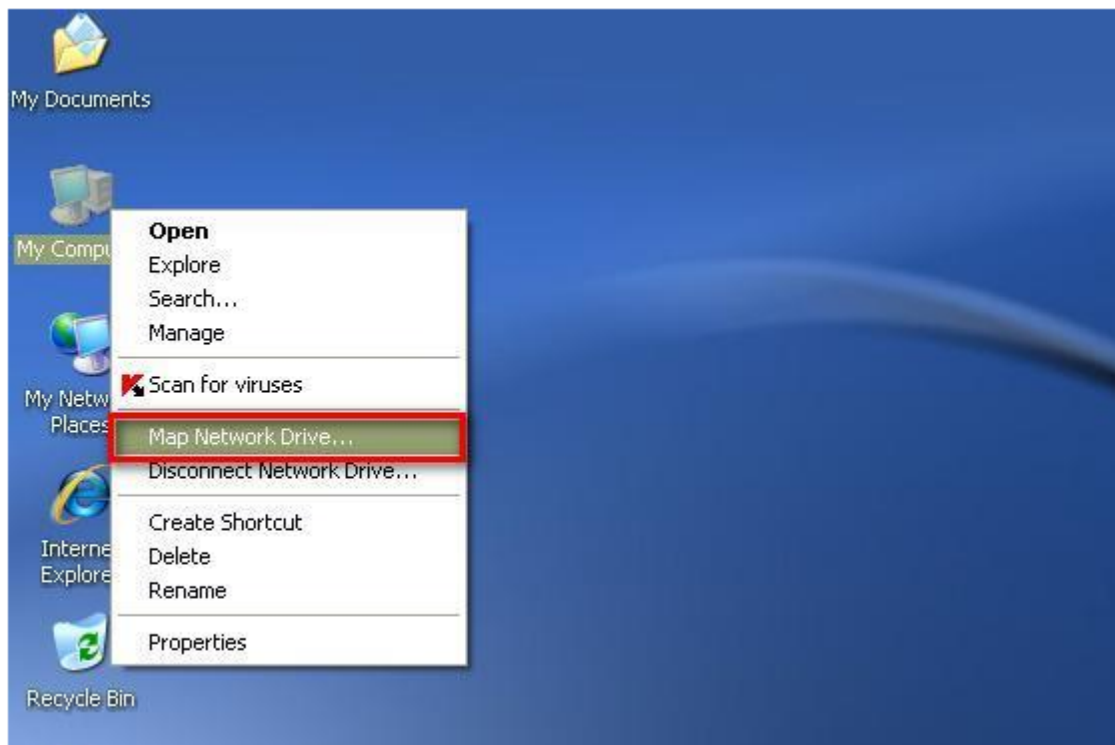 My Documents
My Compu
My Netw
Places
Interne
Explore
Recycle Bin
Open
Explore
Search...
Manage
Scan for viruses
Map Network Drive...
Disconnect Network Drive...
Create Shortcut
Delete
Rename
Properties